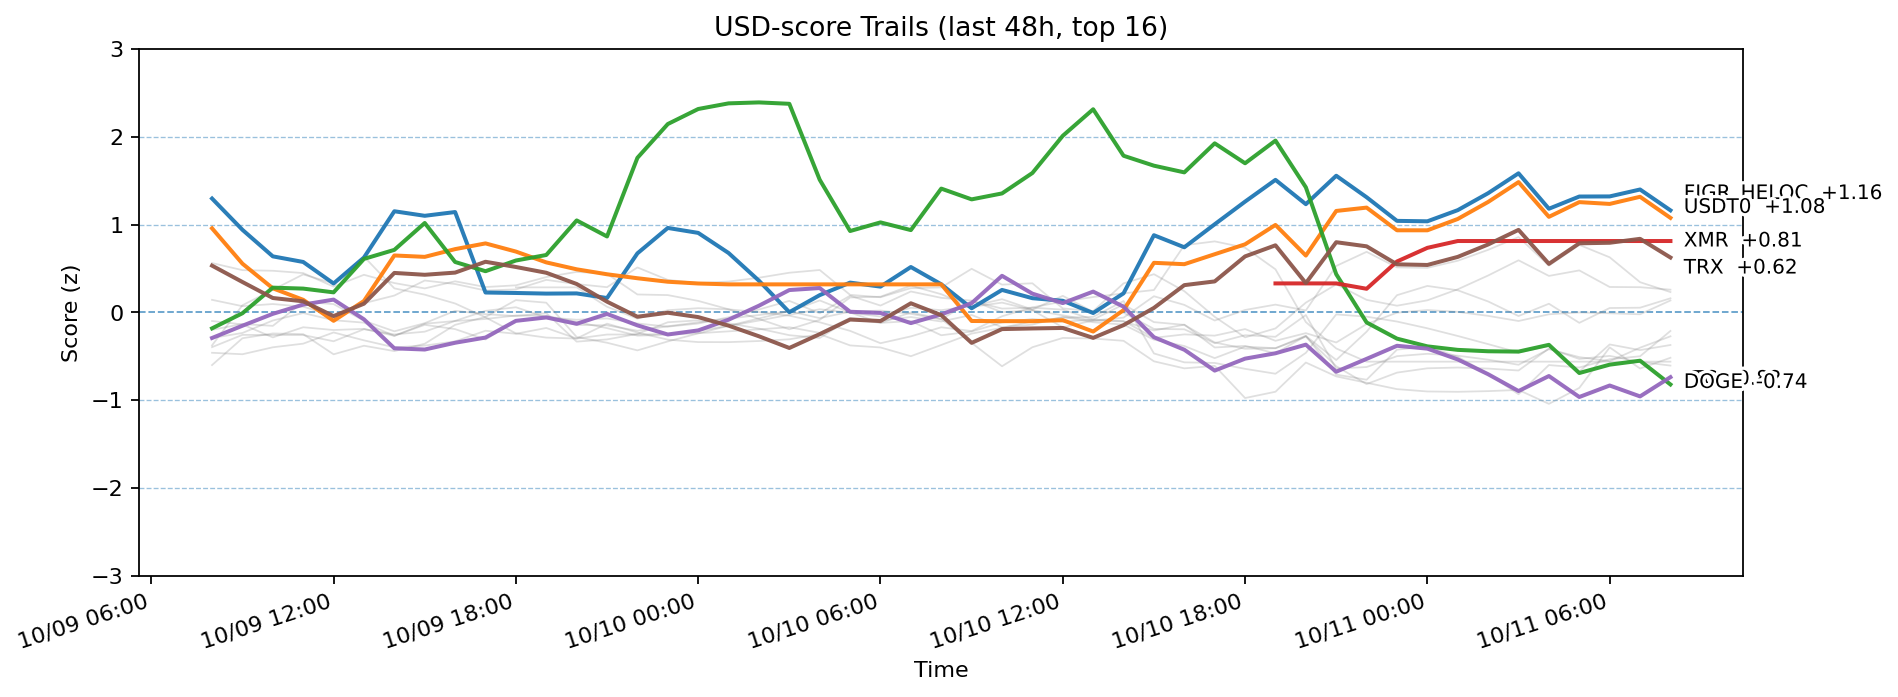 USD-score Trails (last 48h, top 16)
Score (z)
3
2
1
0
−1
−2
−3
FIGR_HELOC +1.16
USDT0 +1.08
XMR +0.81
TRX +0.62
DOGE -0.74
10/09 06:00
10/09 12:00
10/09 18:00
10/10 00:00
10/10 06:00
10/10 12:00
10/10 18:00
10/11 00:00
10/11 06:00
Time